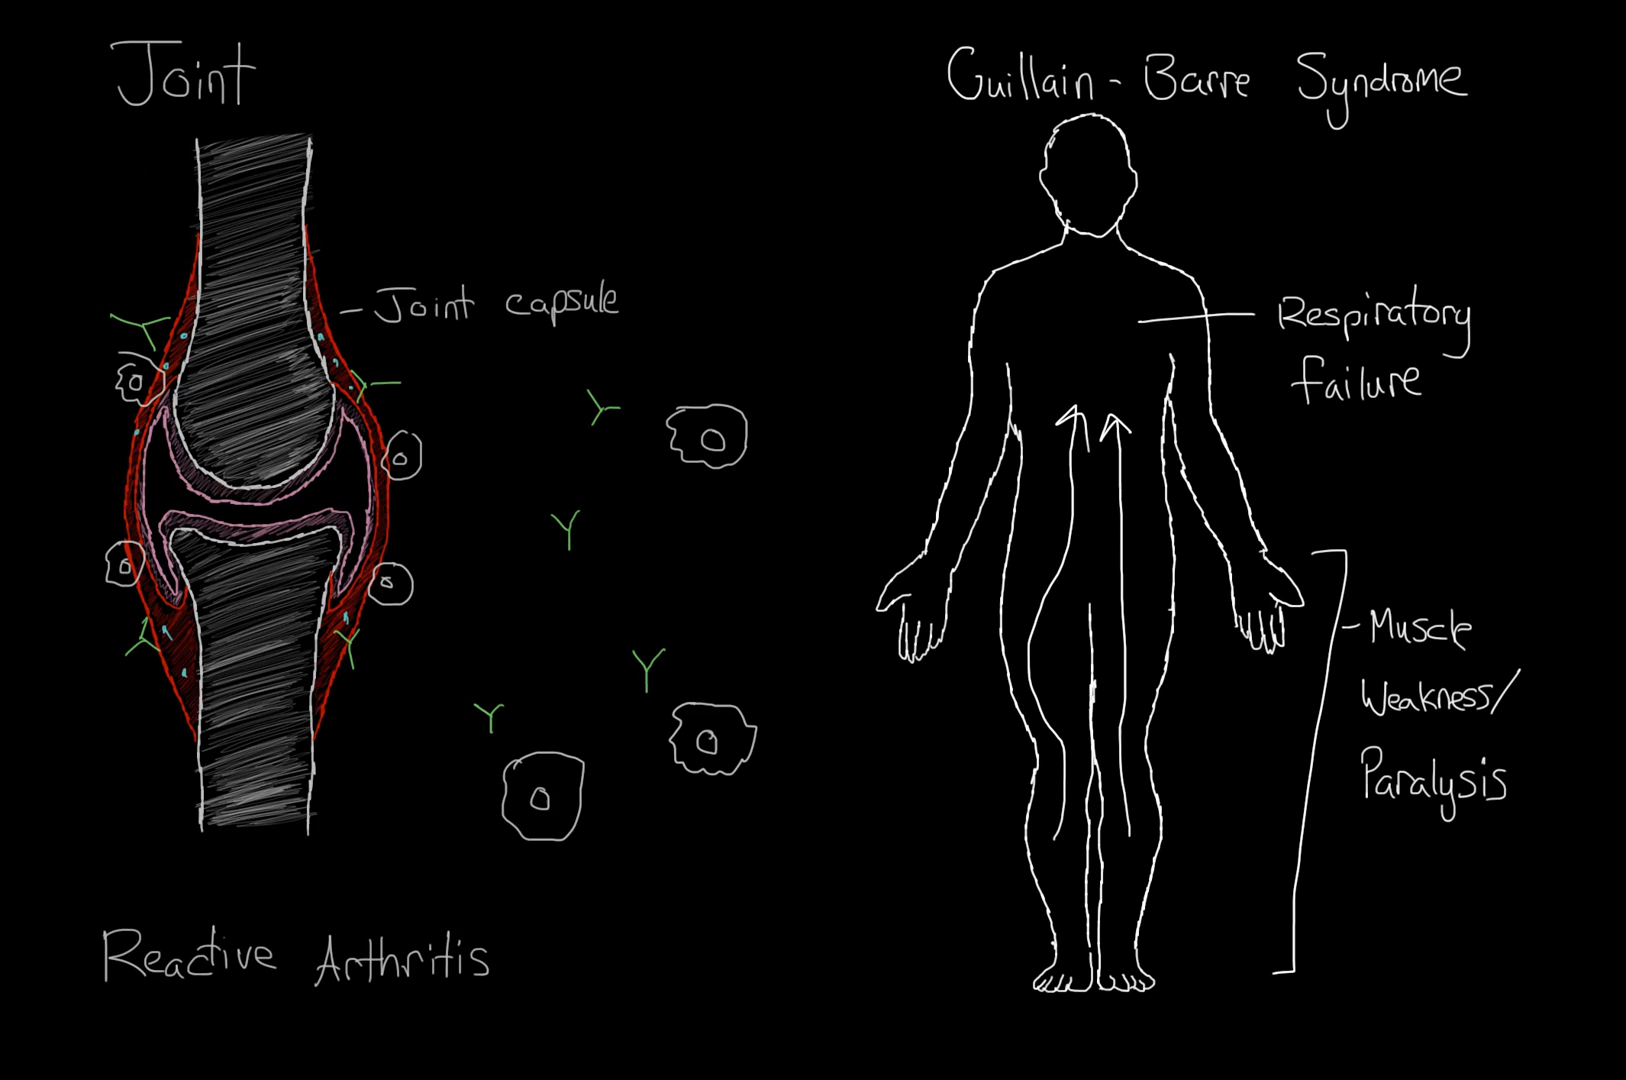 Joint
Joint capsule
Reactive Arthritis
Guillain-Barre Syndrome
Respiratory
failure
Muscle
Weakness/
Paralysis